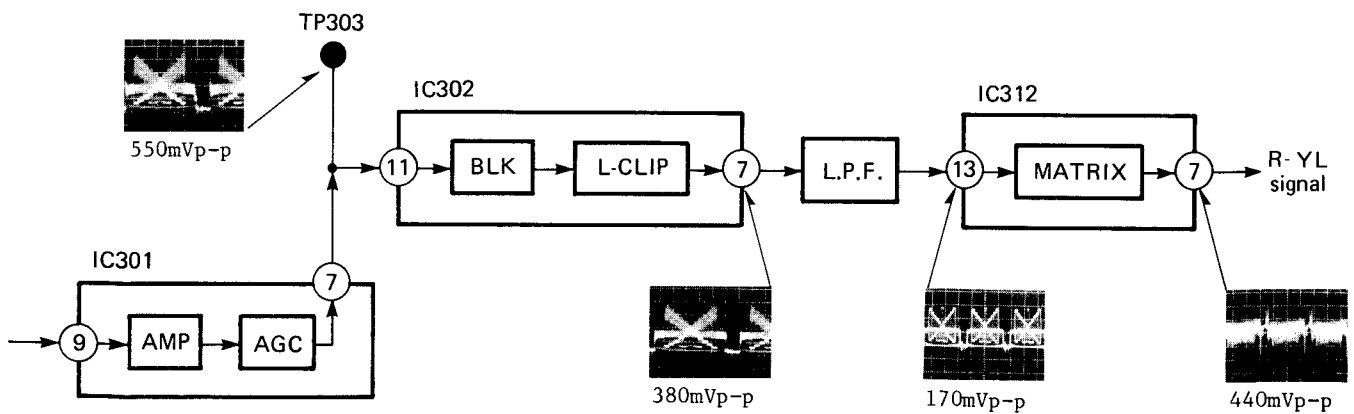 TP303
550mVp-p
IC302
11
BLK
L-CLIP
7
L.P.F.
IC312
13
MATRIX
7
R-YL
signal
IC301
7
9
AMP
AGC
380mVp-p
170mVp-p
440mVp-p